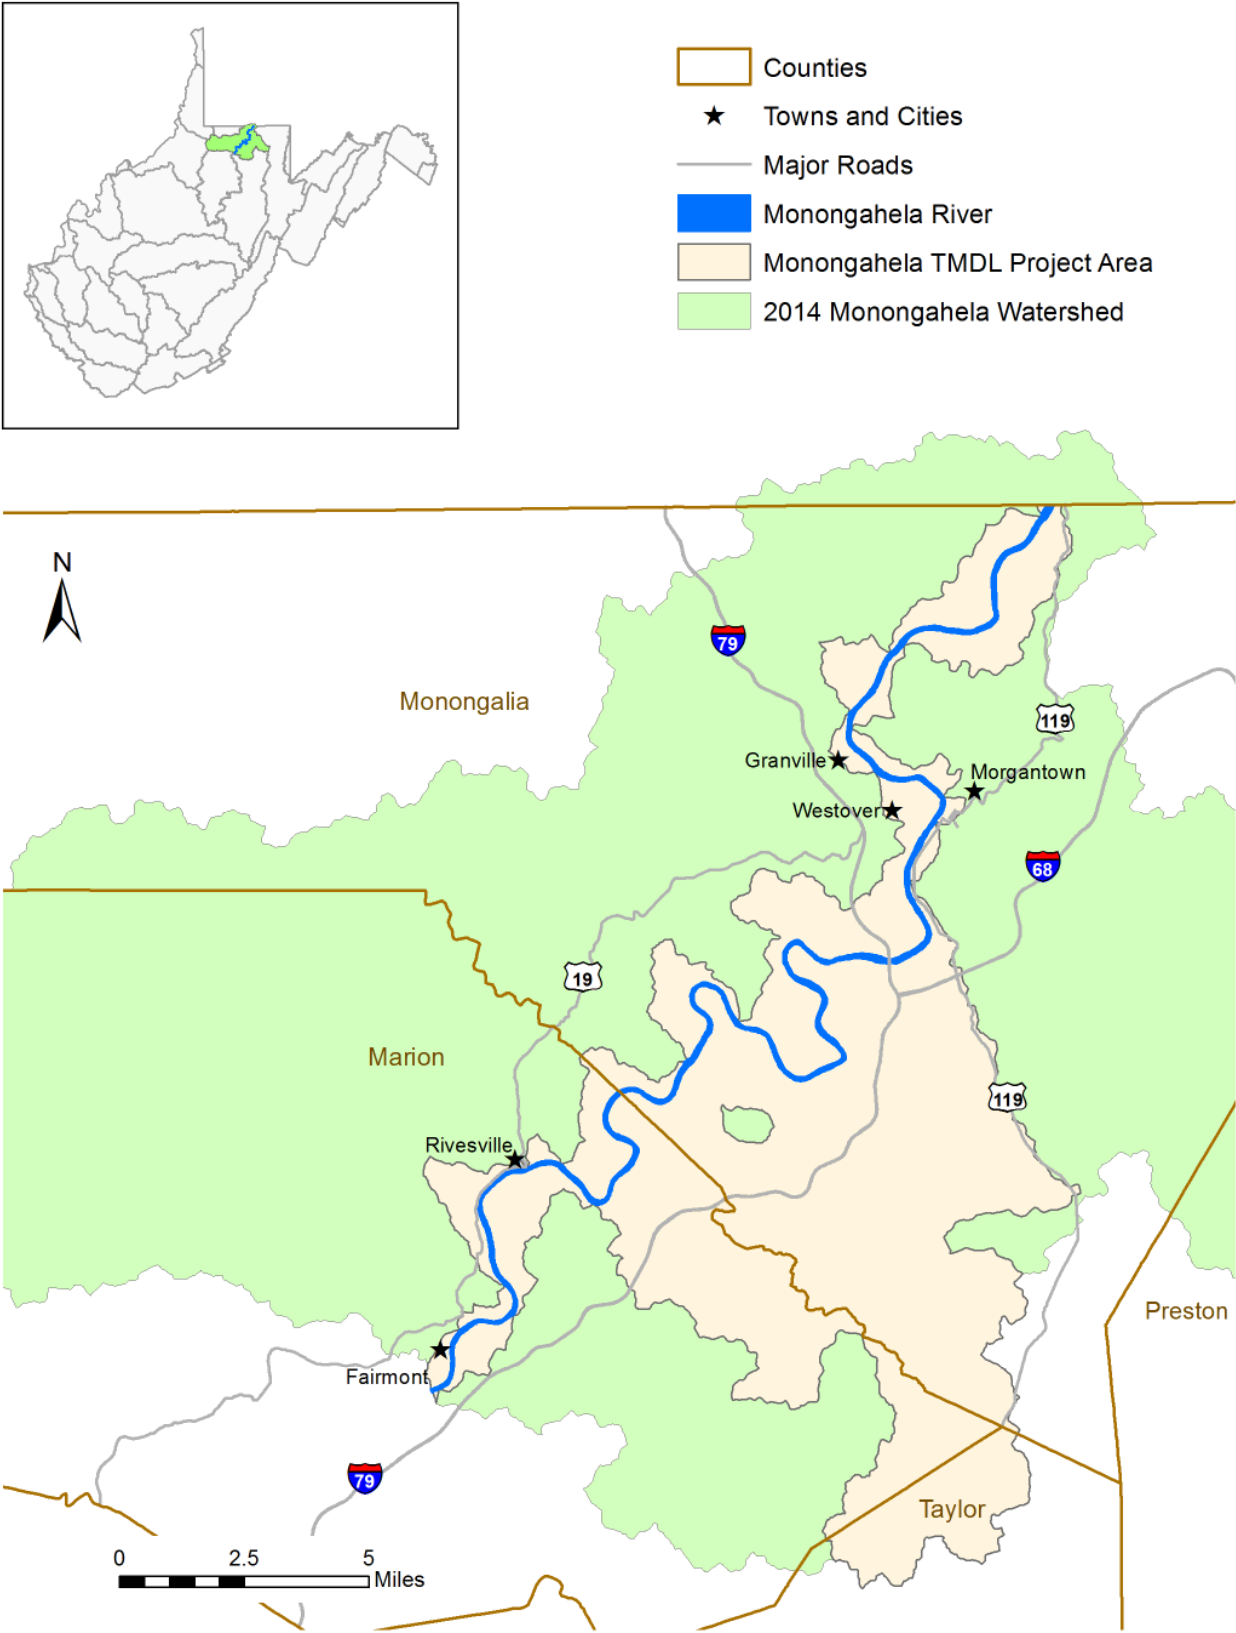 Counties
Towns and Cities
Major Roads
Monongahela River
Monongahela TMDL Project Area
2014 Monongahela Watershed
N
79
Monongalia
119
Granville
Morgantown
Westover
68
19
Marion
119
Rivesville
Preston
Fairmont
79
Taylor
0 2.5 5
Miles